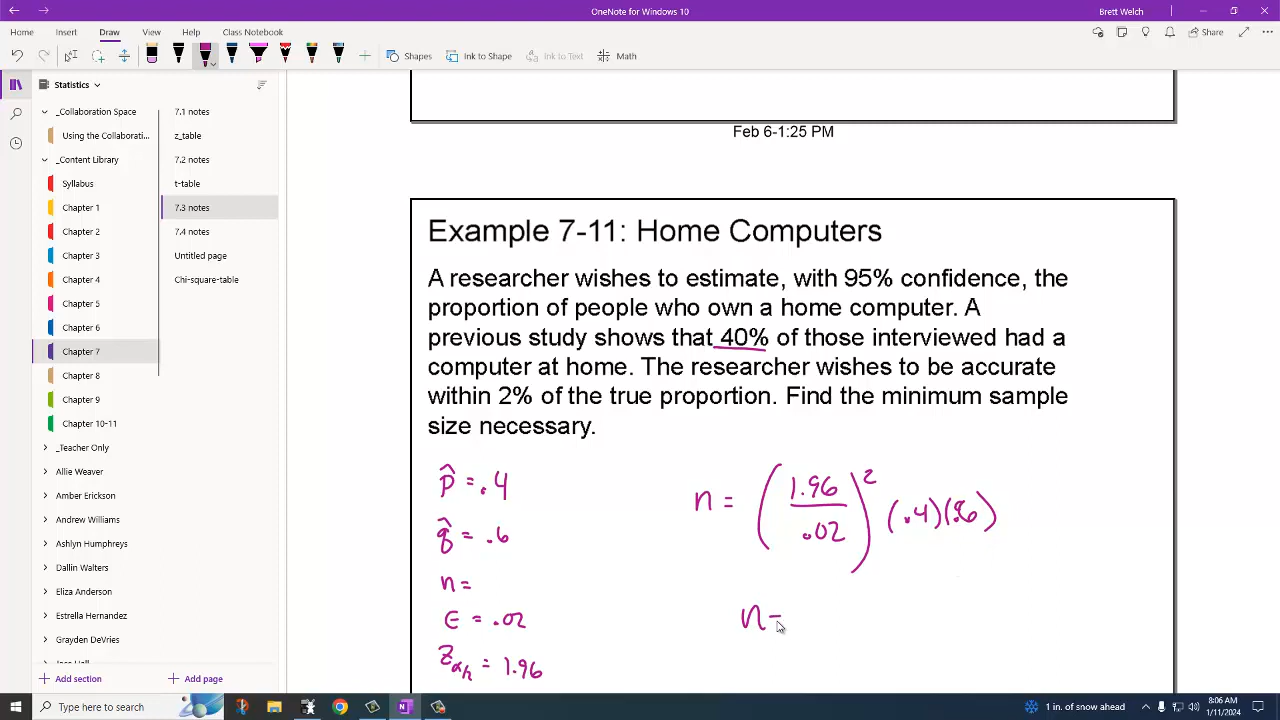 OneNote for Windows 10
Brett Welch
Home Insert Draw View Help Class Notebook
Share
Shapes Ink to Shape Ink to Text Math
Statistics
_Collaboration Space
Using the Collaborati...
_Content Library
Syllabus
Chapter 1
Chapter 2
Chapter 3
Chapter 4
Chapter 5
Chapter 6
Chapter 7
Chapter 8
Chapter 9
Chapter 10-11
_Teacher Only
Allie Weaver
Amber Erickson
Andrew Williams
Ashlyn Humphreys
Dallin Walters
Eliza Anderson
Estrella Hernandez
Grayden DeVries
Add section
7.1 notes
z_table
7.2 notes
t-table
7.3 notes
7.4 notes
Untitled page
Chi-square-table
Add page
Feb 6-1:25 PM
Example 7-11: Home Computers
A researcher wishes to estimate, with 95% confidence, the
proportion of people who own a home computer. A
previous study shows that 40% of those interviewed had a
computer at home. The researcher wishes to be accurate
within 2% of the true proportion. Find the minimum sample
size necessary.
p̂ = .4
q̂ = .6
n =
E = .02
Zα/2 = 1.96
n = (1.96/.02)² (.4)(.6)
n =
Type here to search
1 in. of snow ahead
8:06 AM
1/11/2024